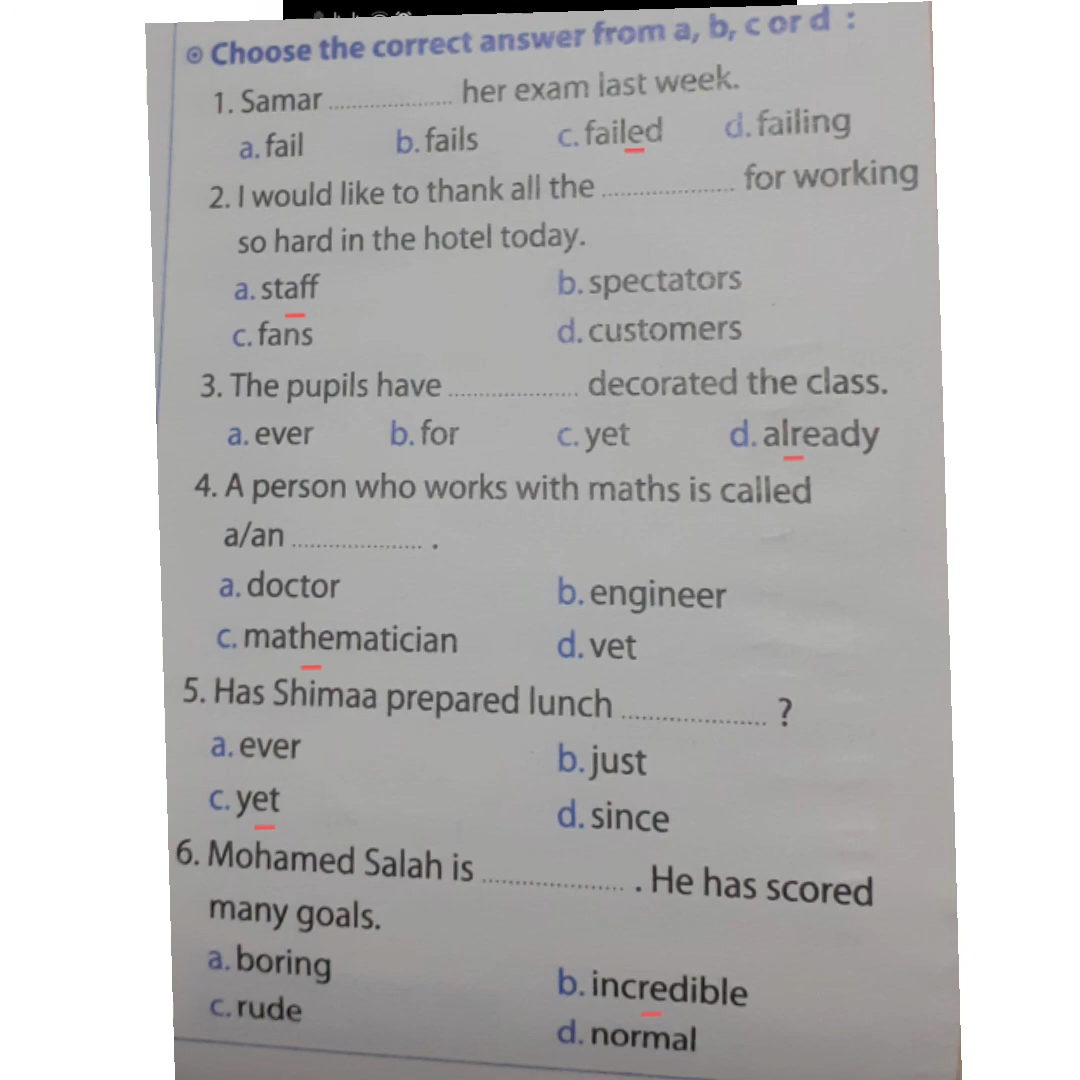 Choose the correct answer from a, b, c or d :
1. Samar .................... her exam last week.
a. fail b. fails c. failed d. failing
2. I would like to thank all the .................... for working
so hard in the hotel today.
a. staff b. spectators
c. fans d. customers
3. The pupils have .................... decorated the class.
a. ever b. for c. yet d. already
4. A person who works with maths is called
a/an .................... .
a. doctor b. engineer
c. mathematician d. vet
5. Has Shimaa prepared lunch .................... ?
a. ever b. just
c. yet d. since
6. Mohamed Salah is .................... . He has scored
many goals.
a. boring b. incredible
c. rude d. normal